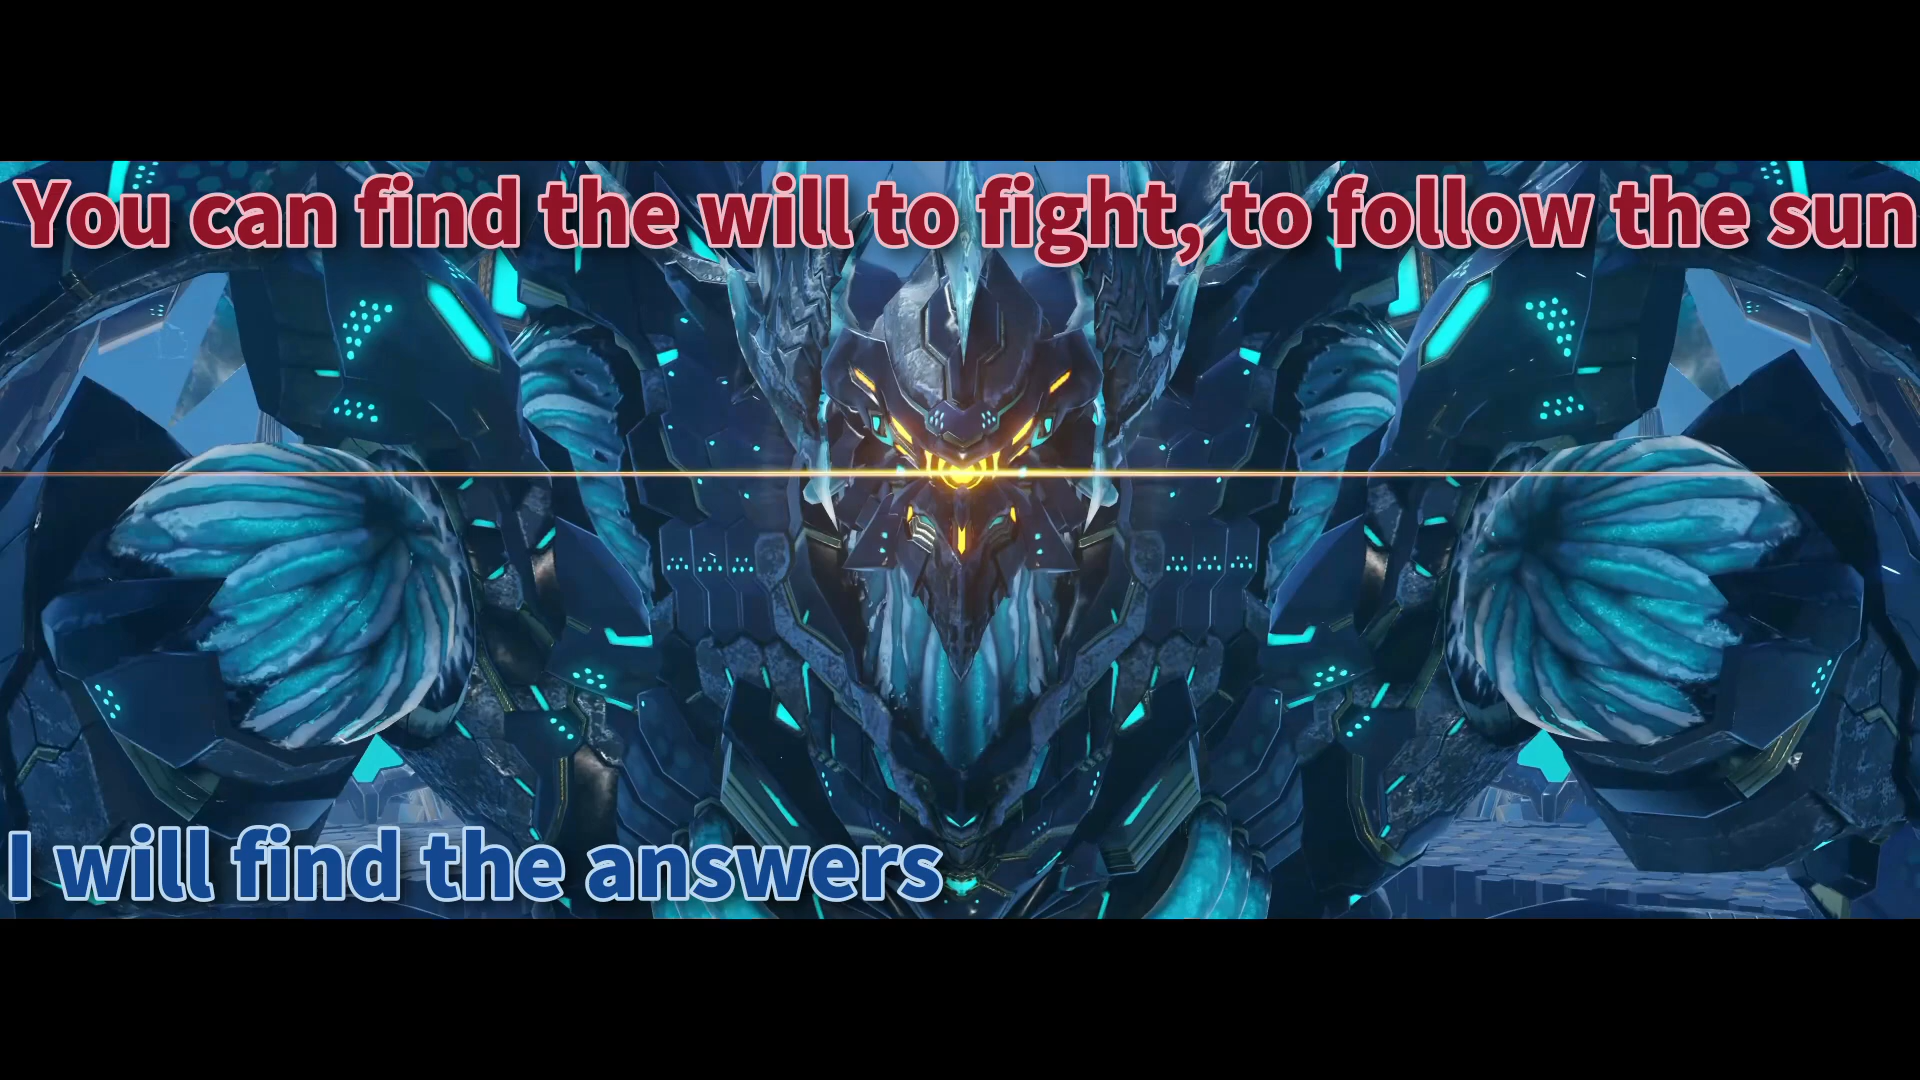 You can find the will to fight, to follow the sun
I will find the answers